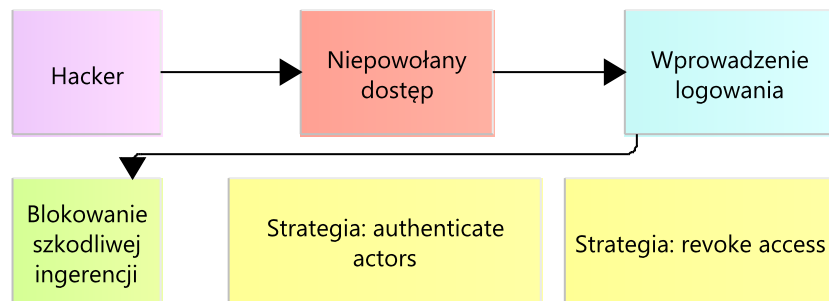 Hacker
Niepowołany
dostęp
Wprowadzenie
logowania
Blokowanie
szkodliwej
ingerencji
Strategia: authenticate
actors
Strategia: revoke access